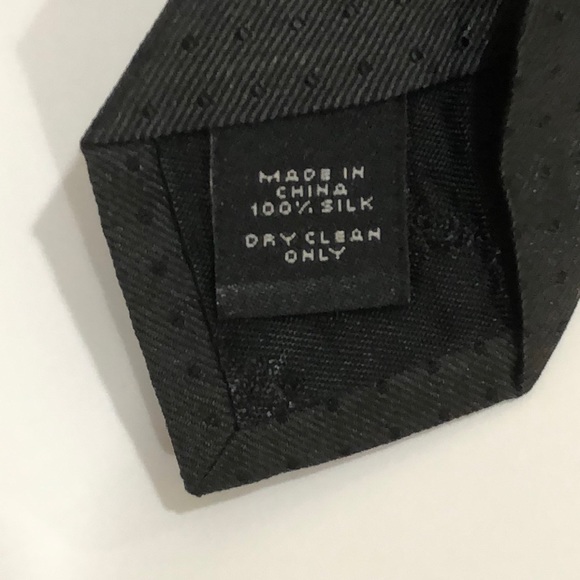 MADE IN
CHINA
100% SILK
DRY CLEAN
ONLY